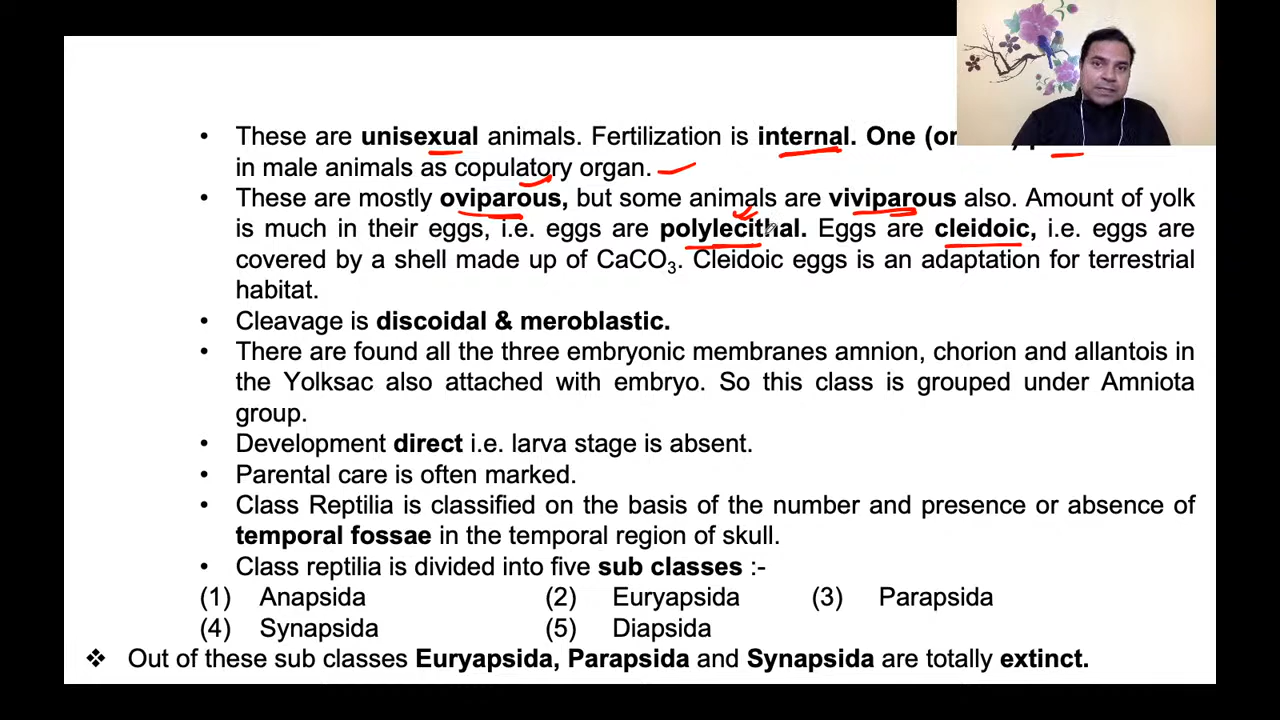 • These are unisexual animals. Fertilization is internal. One (or
in male animals as copulatory organ.
• These are mostly oviparous, but some animals are viviparous also. Amount of yolk
is much in their eggs, i.e. eggs are polylecithal. Eggs are cleidoic, i.e. eggs are
covered by a shell made up of CaCO₃. Cleidoic eggs is an adaptation for terrestrial
habitat.
• Cleavage is discoidal & meroblastic.
• There are found all the three embryonic membranes amnion, chorion and allantois in
the Yolksac also attached with embryo. So this class is grouped under Amniota
group.
• Development direct i.e. larva stage is absent.
• Parental care is often marked.
• Class Reptilia is classified on the basis of the number and presence or absence of
temporal fossae in the temporal region of skull.
• Class reptilia is divided into five sub classes :-
(1) Anapsida (2) Euryapsida (3) Parapsida
(4) Synapsida (5) Diapsida
❖ Out of these sub classes Euryapsida, Parapsida and Synapsida are totally extinct.